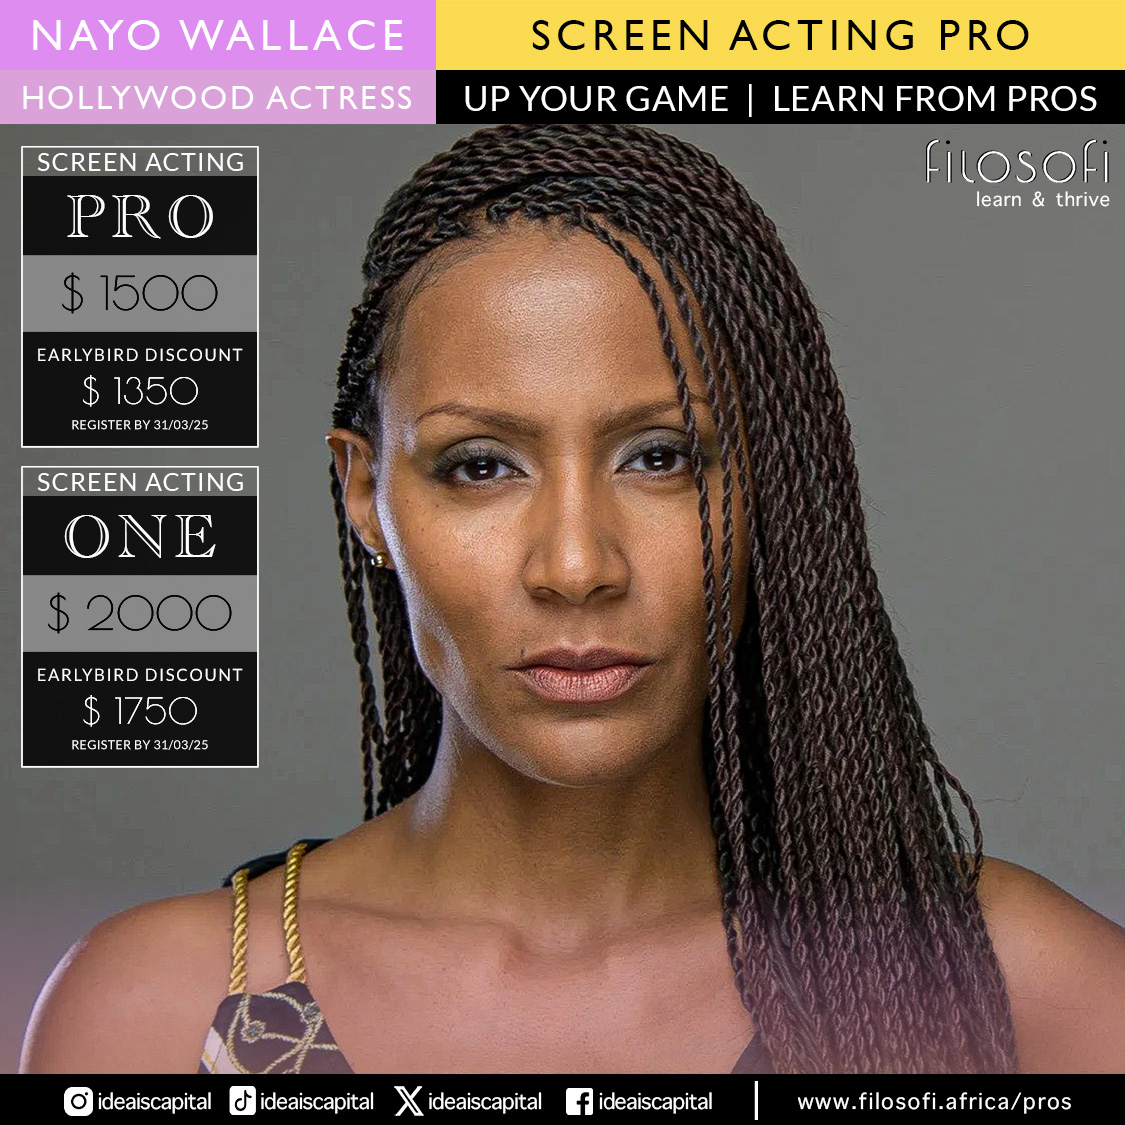 NAYO WALLACE
HOLLYWOOD ACTRESS
SCREEN ACTING PRO
UP YOUR GAME | LEARN FROM PROS
filosofi
learn & thrive
SCREEN ACTING
PRO
$ 1500
EARLYBIRD DISCOUNT
$ 1350
REGISTER BY 31/03/25
SCREEN ACTING
ONE
$ 2000
EARLYBIRD DISCOUNT
$ 1750
REGISTER BY 31/03/25
ideaiscapital ideaiscapital ideaiscapital ideaiscapital | www.filosofi.africa/pros